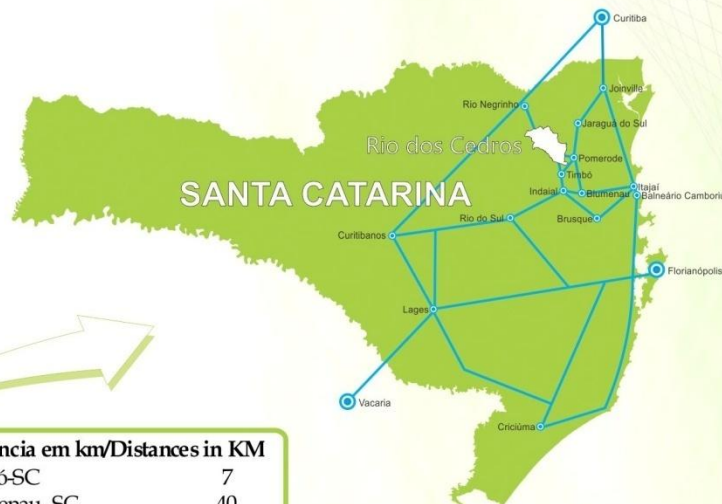 Curitiba
Joinville
Rio Negrinho
Jaraguá do Sul
Rio dos Cedros
Pomerode
Timbó
SANTA CATARINA
Indaial
Blumenau
Itajaí
Balneário Camboriú
Rio do Sul
Brusque
Curitibanos
Florianópolis
Lages
Vacaria
Criciúma
em km/Distances in KM
7
40